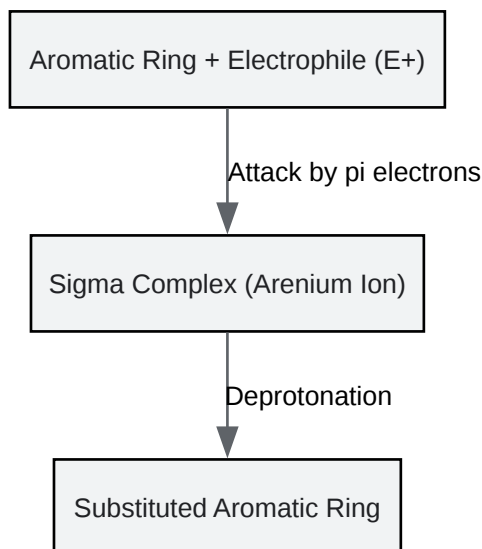 Aromatic Ring + Electrophile (E+)
Attack by pi electrons
Sigma Complex (Arenium Ion)
Deprotonation
Substituted Aromatic Ring